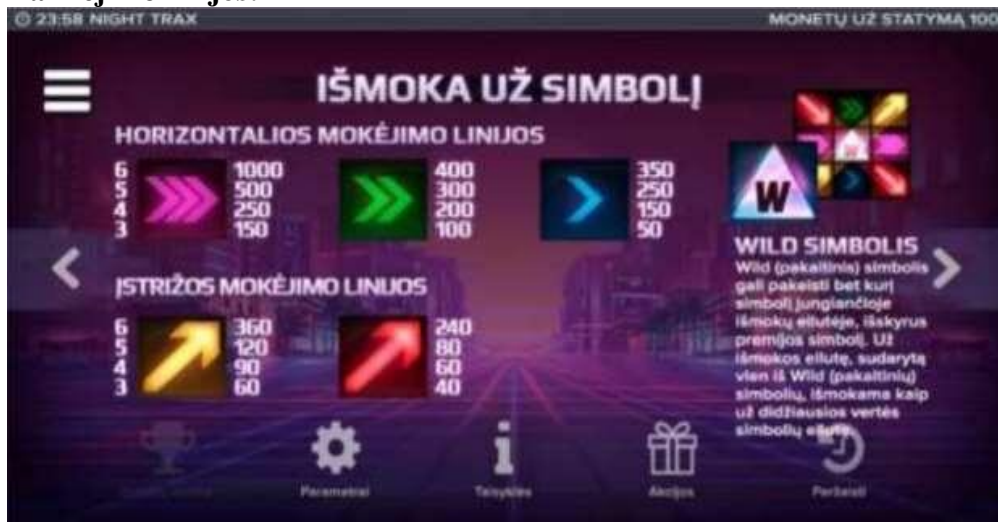 23:58 NIGHT TRAX
MONETŲ UŽ STATYMĄ 100
IŠMOKA UŽ SIMBOLĮ
HORIZONTALIOS MOKĖJIMO LINIJOS
6 1000
5 500
4 250
3 150
400
300
200
100
350
250
150
50
W
WILD SIMBOLIS
Wild (pakaitinis) simbolis
gali pakeisti bet kurį
simbolį jungiančioje
išmokų eilutėje, išskyrus
premijos simbolį. Už
išmokos eilutę, sudarytą
vien iš Wild (pakaitinių)
simbolių, išmokama kaip
už didžiausios vertės
simbolių eilutę.
ĮSTRIŽOS MOKĖJIMO LINIJOS
6 360
5 120
4 90
3 60
240
80
60
40
Parametrai
Taisyklės
Akcijos
Peržaisti